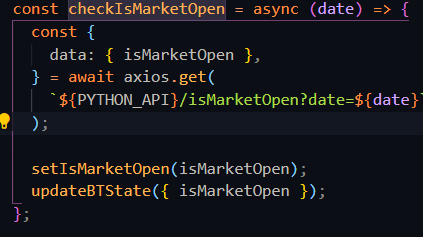 const checkIsMarketOpen = async (date) => {
const {
data: { isMarketOpen },
} = await axios.get(
`${PYTHON_API}/isMarketOpen?date=${date}`
);
setIsMarketOpen(isMarketOpen);
updateBTState({ isMarketOpen });
};